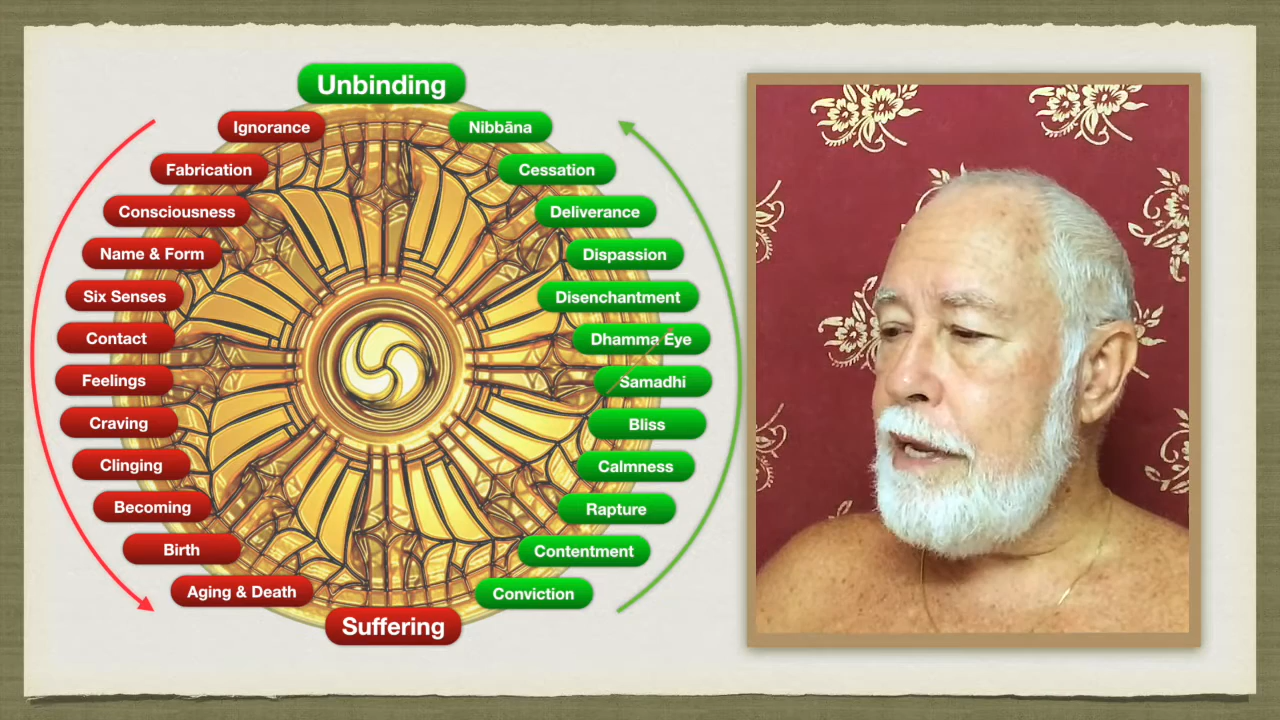 Unbinding
Ignorance
Fabrication
Consciousness
Name & Form
Six Senses
Contact
Feelings
Craving
Clinging
Becoming
Birth
Aging & Death
Suffering
Nibbāna
Cessation
Deliverance
Dispassion
Disenchantment
Dhamma Eye
Samadhi
Bliss
Calmness
Rapture
Contentment
Conviction